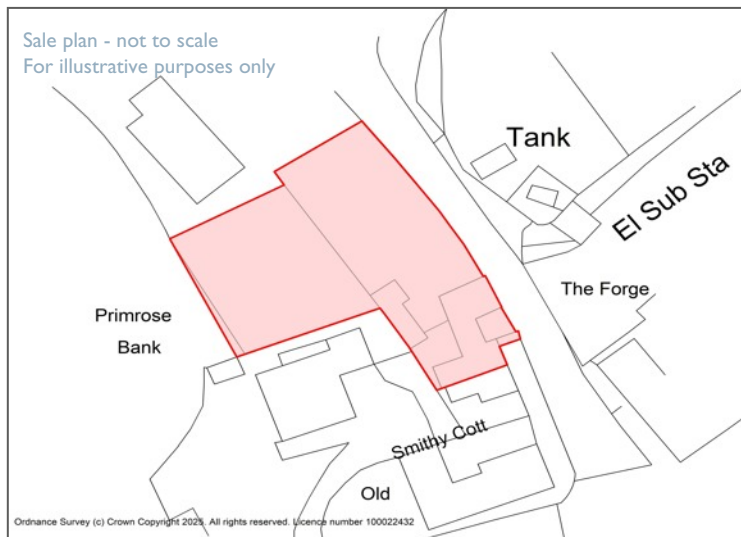 Sale plan - not to scale
For illustrative purposes only
Tank
El Sub Sta
The Forge
Primrose
Bank
Smithy Cott
Old
Ordnance Survey (c) Crown Copyright 2025. All rights reserved. Licence number 100022432